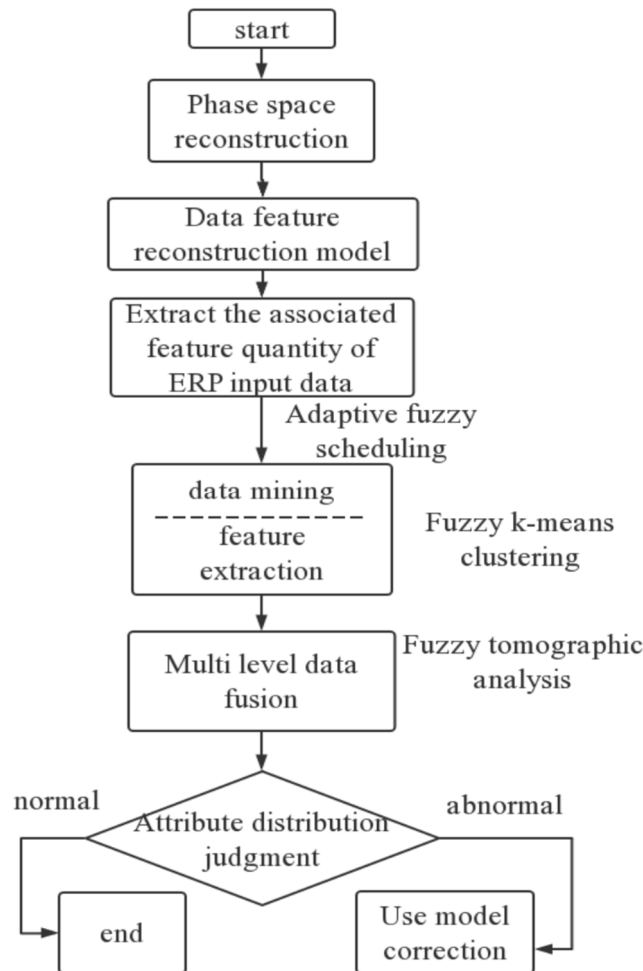 start
Phase space
reconstruction
Data feature
reconstruction model
Extract the associated
feature quantity of
ERP input data
Adaptive fuzzy
scheduling
data mining
feature
extraction
Fuzzy k-means
clustering
Multi level data
fusion
Fuzzy tomographic
analysis
normal
abnormal
Attribute distribution
judgment
end
Use model
correction